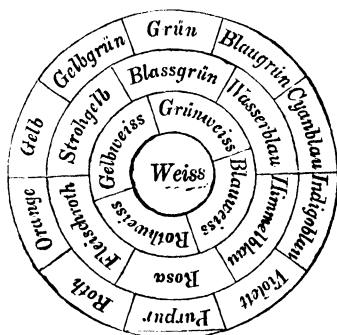 Grün
Blaugrün
Cyanblau
Indigoblau
Violett
Purpur
Roth
Orange
Gelb
Gelbgrün
Blassgrün
Wasserblau
Himmelblau
Rosa
Fleischroth
Strohgelb
Grünweiss
Blauweiss
Rothweiss
Gelbweiss
Weiss